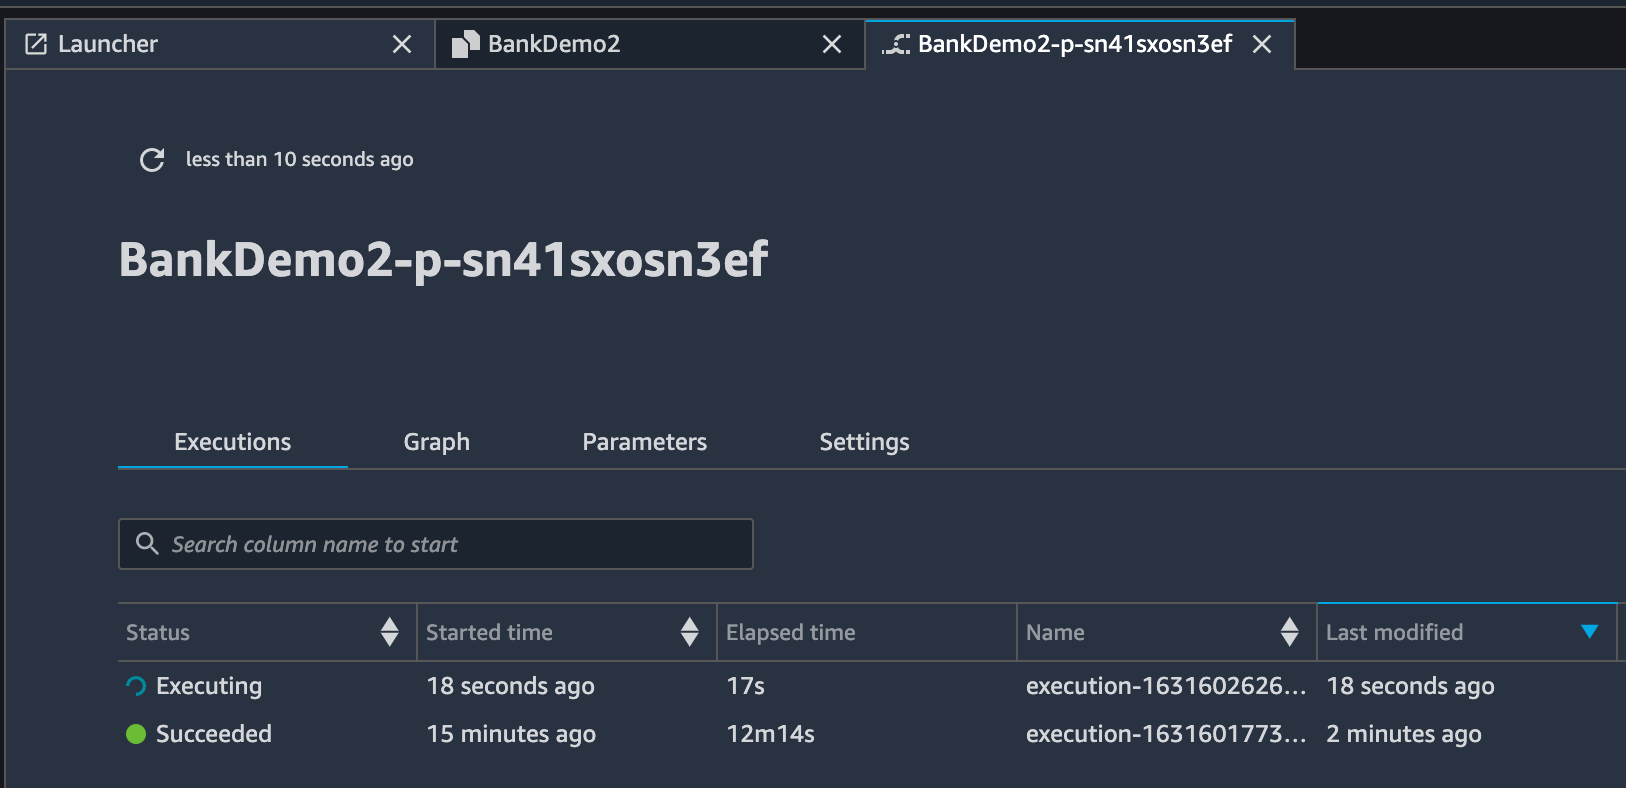 Launcher BankDemo2 BankDemo2-p-sn41sxosn3ef
less than 10 seconds ago
BankDemo2-p-sn41sxosn3ef
Executions Graph Parameters Settings
Search column name to start
Status Started time Elapsed time Name Last modified
Executing 18 seconds ago 17s execution-1631602626... 18 seconds ago
Succeeded 15 minutes ago 12m14s execution-1631601773... 2 minutes ago